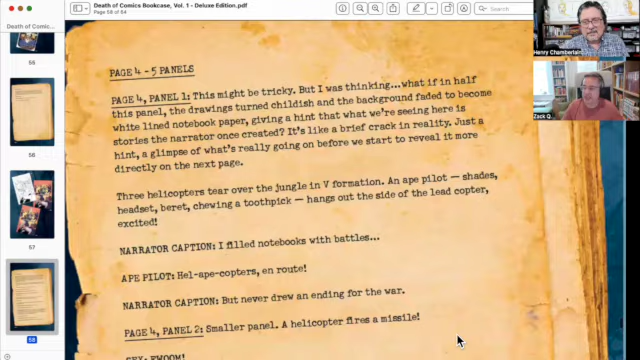 Death of Comics Bookcase, Vol. 1 - Deluxe Edition.pdf
Page 58 of 64
Death of Comic
55
56
57
58
PAGE 4 - 5 PANELS
PAGE 4, PANEL 1: This might be tricky. But I was thinking...what if in half
this panel, the drawings turned childish and the background faded to become
white lined notebook paper, giving a hint that what we're seeing here is
stories the narrator once created? It's like a brief crack in reality. Just a
hint, a glimpse of what's really going on before we start to reveal it more
directly on the next page.
Three helicopters tear over the jungle in V formation. An ape pilot — shades,
headset, beret, chewing a toothpick — hangs out the side of the lead copter,
excited!
NARRATOR CAPTION: I filled notebooks with battles...
APE PILOT: Hel-ape-copters, en route!
NARRATOR CAPTION: But never drew an ending for the war.
PAGE 4, PANEL 2: Smaller panel. A helicopter fires a missile!
SFX: FWOOM!
Henry Chamberlain
Zack Q.